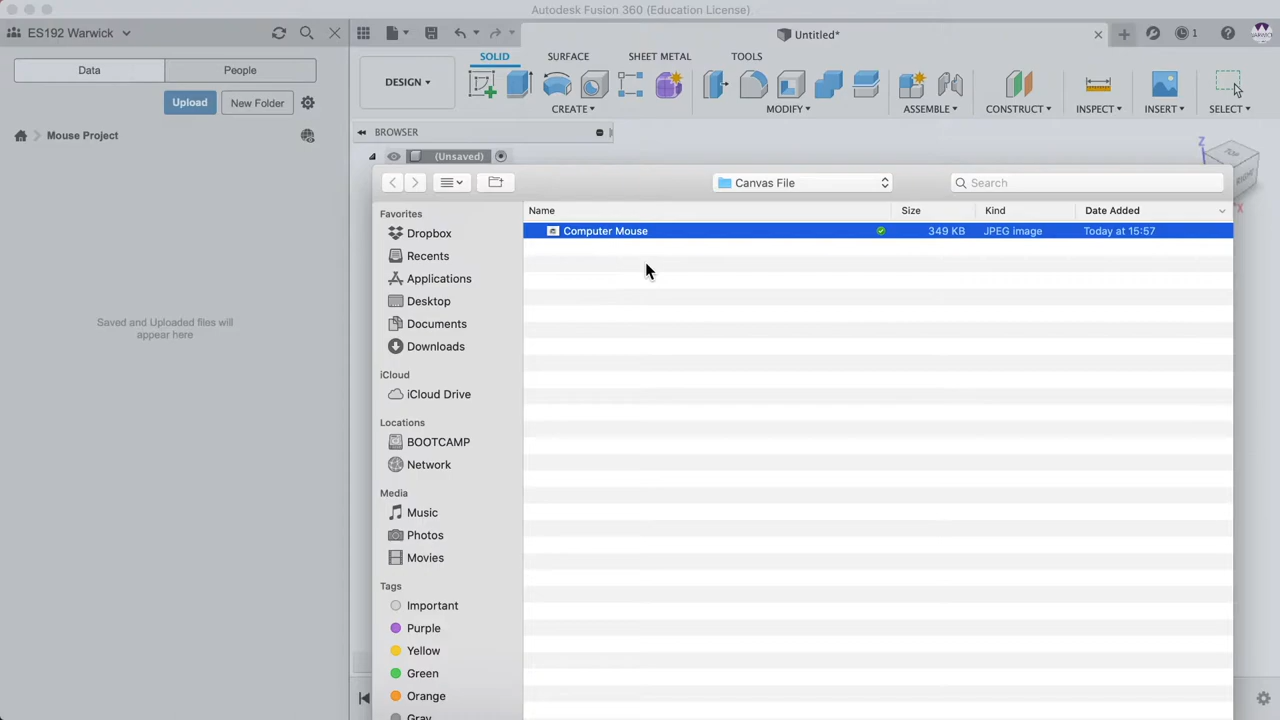 Autodesk Fusion 360 (Education License)
ES192 Warwick
Untitled*
1
Data
People
SOLID
SURFACE
SHEET METAL
TOOLS
Upload
New Folder
DESIGN
CREATE
MODIFY
ASSEMBLE
CONSTRUCT
INSPECT
INSERT
SELECT
Mouse Project
BROWSER
(Unsaved)
Z
RIGHT
X
Canvas File
Search
Favorites
Name
Size
Kind
Date Added
Dropbox
Computer Mouse
349 KB
JPEG image
Today at 15:57
Recents
Applications
Desktop
Saved and Uploaded files will
appear here
Documents
Downloads
iCloud
iCloud Drive
Locations
BOOTCAMP
Network
Media
Music
Photos
Movies
Tags
Important
Purple
Yellow
Green
Orange
Gray